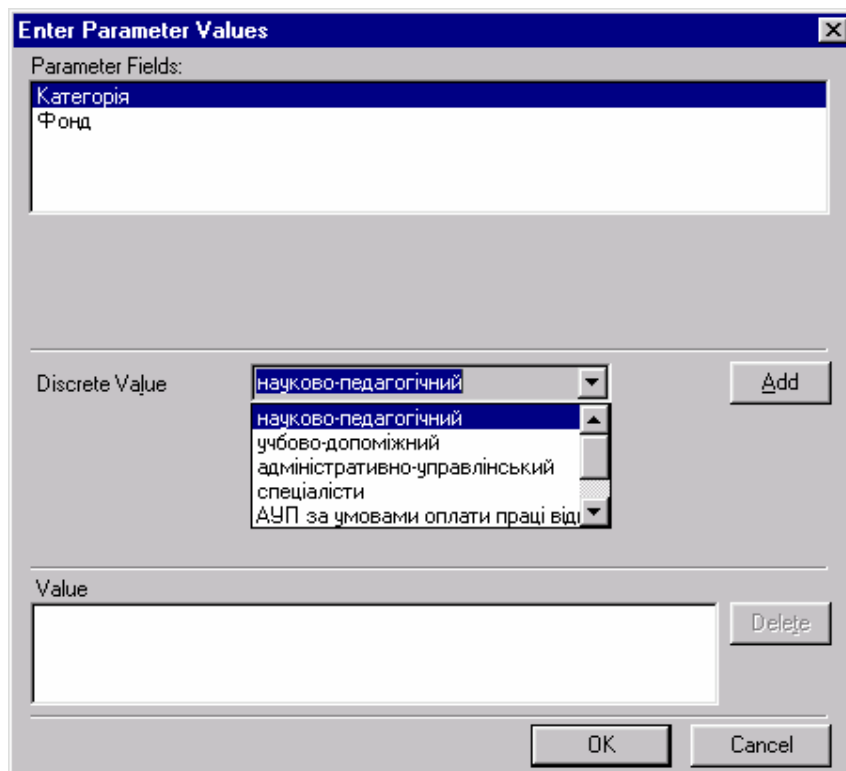 Enter Parameter Values
Parameter Fields:
Категорія
Фонд
Discrete Value науково-педагогічний Add
науково-педагогічний
учбово-допоміжний
адміністративно-управлінський
спеціалісти
АУП за умовами оплати праці
Value
Delete
OK Cancel